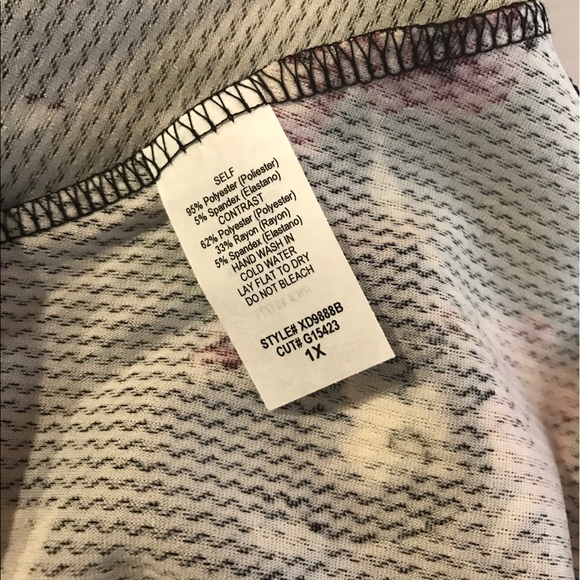 SELF
95% Polyester (Poliester)
5% Spandex (Elastano)
CONTRAST
62% Polyester (Polyester)
33% Rayon (Rayon)
5% Spandex (Elastano)
HAND WASH IN
COLD WATER
LAY FLAT TO DRY
DO NOT BLEACH
STYLE# XD9888B
CUT# G15423
1X